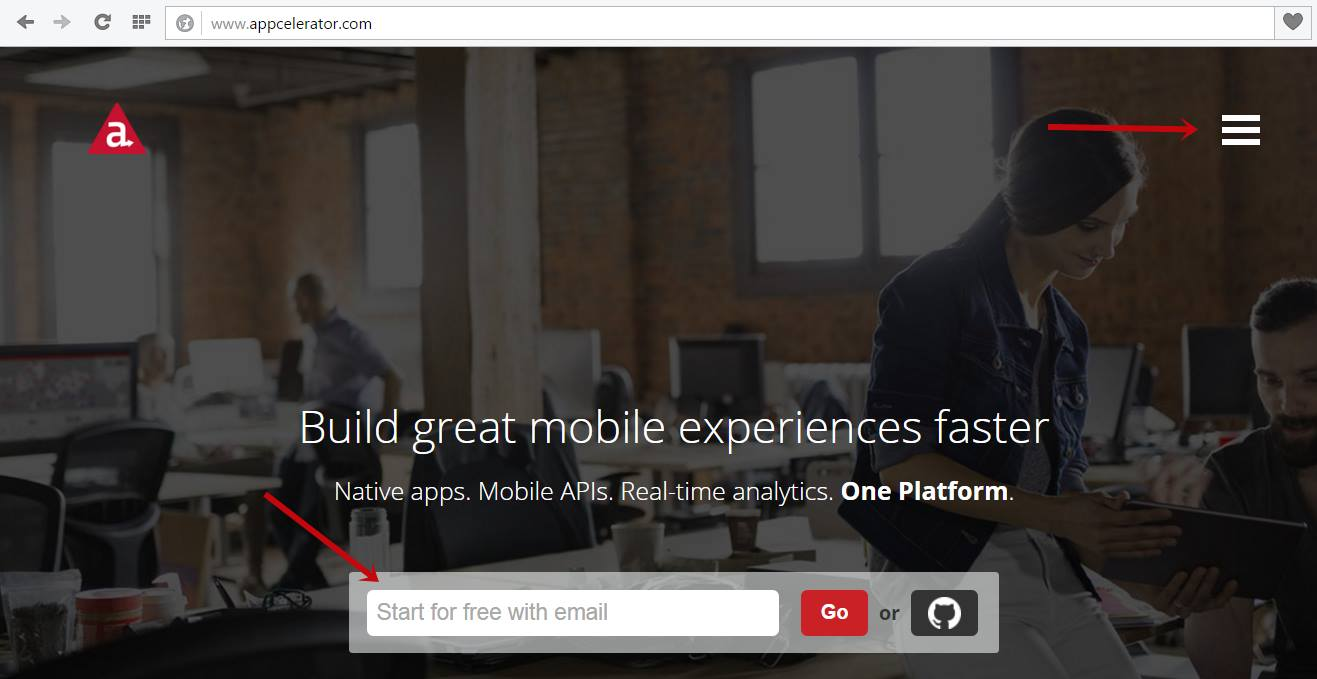 www.appcelerator.com
a
Build great mobile experiences faster
Native apps. Mobile APIs. Real-time analytics. One Platform.
Start for free with email
Go or